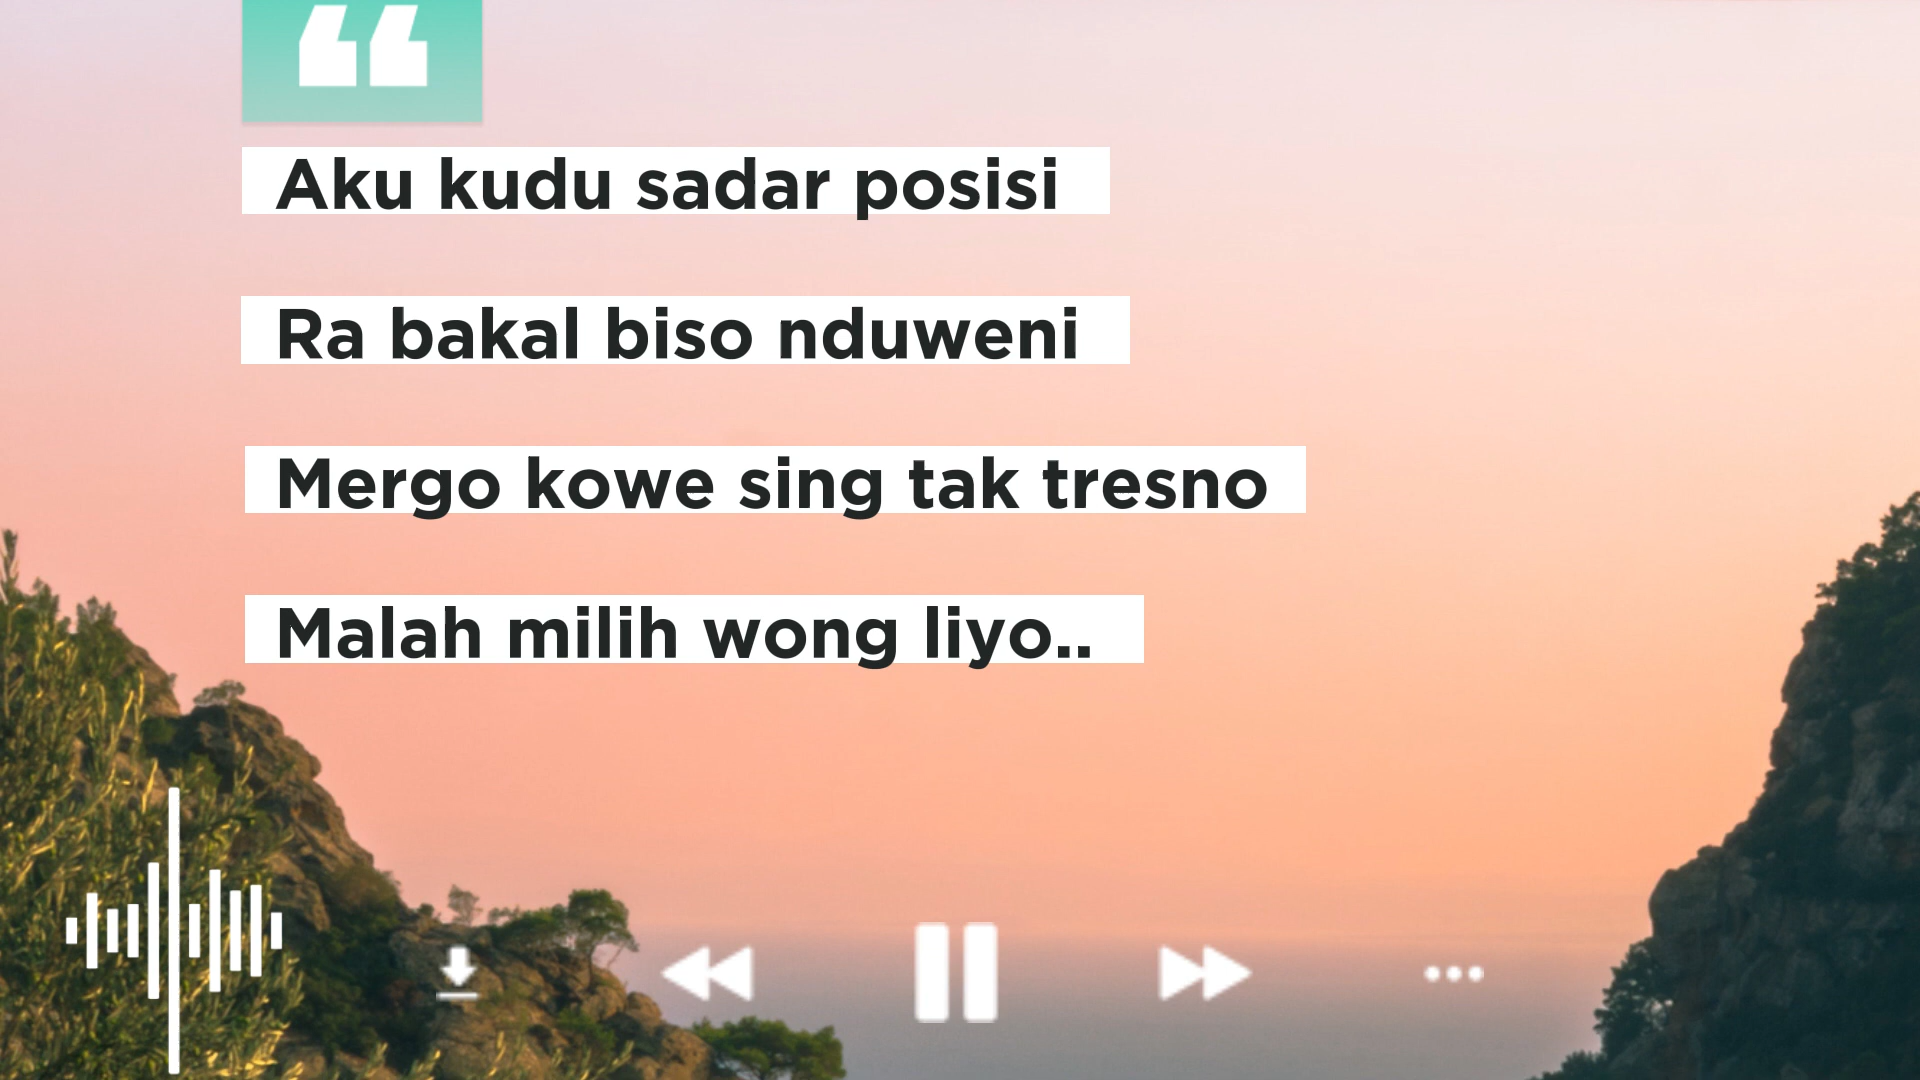 Aku kudu sadar posisi
Ra bakal biso nduweni
Mergo kowe sing tak tresno
Malah milih wong liyo..